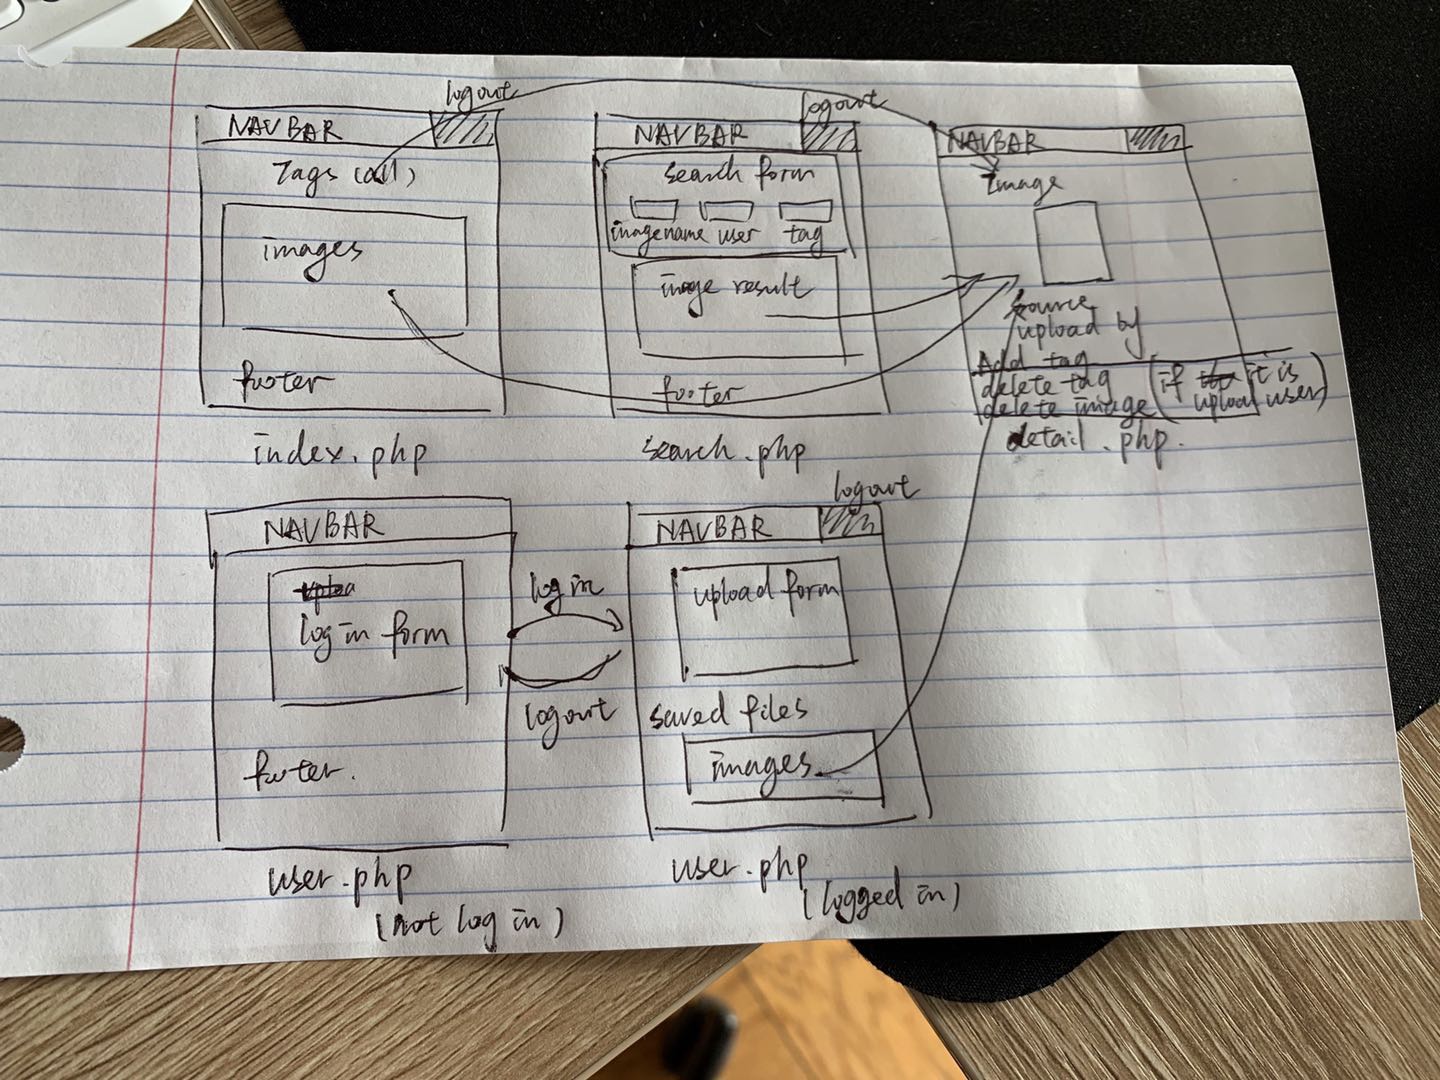 logout
NAVBAR
Tags (all)
images
footer
index.php
logout
NAVBAR
search form
imagename user tag
image result
footer
search.php
NAVBAR
Image
source
upload by
Add tag
delete tag (if it is
delete image upload user)
detail.php.
NAVBAR
log in form
footer.
user.php
(not log in)
log in
logout
logout
NAVBAR
upload form
saved files
images
user.php
(logged in)